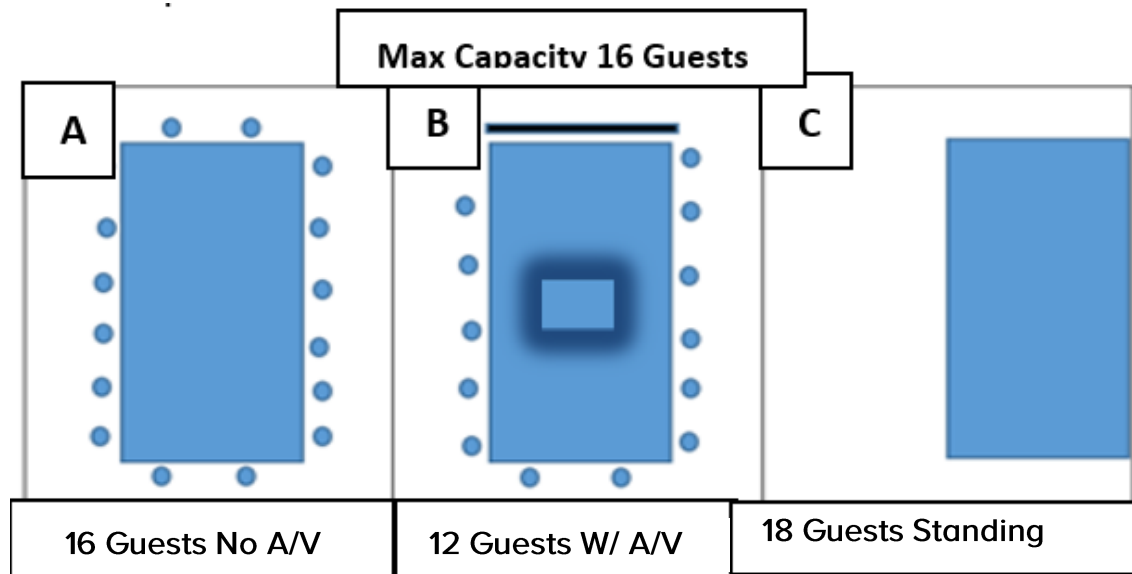 Max Capacity 16 Guests
A
B
C
16 Guests No A/V
12 Guests W/ A/V
18 Guests Standing